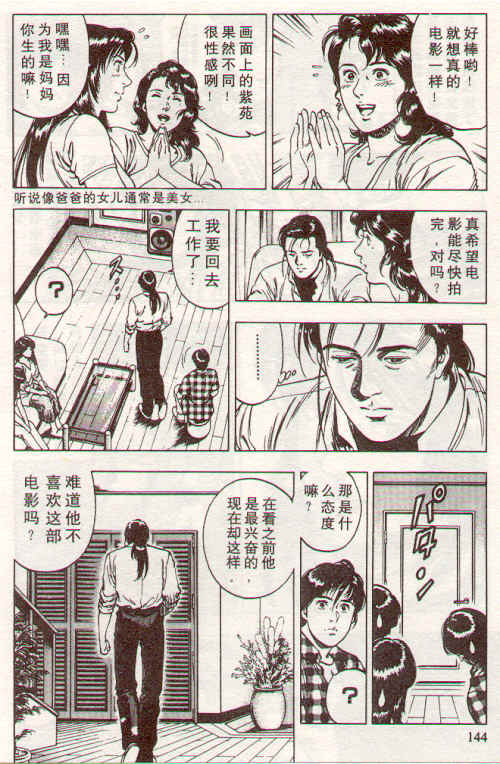 好棒哟！
就想真的
电影一样！
画面上的紫苑
果然不同！
很性感咧！
嘿嘿…因
为我是妈妈
你生的嘛！
听说像爸爸的女儿通常是美女…
真希望电
影能尽快拍
完，对吗？
我要回去
工作了…
？
…………
パタン
那是什
么态度
嘛？
？
在看之前他
是最兴奋的，
现在却这样．
难道他不
喜欢这部
电影吗？
144